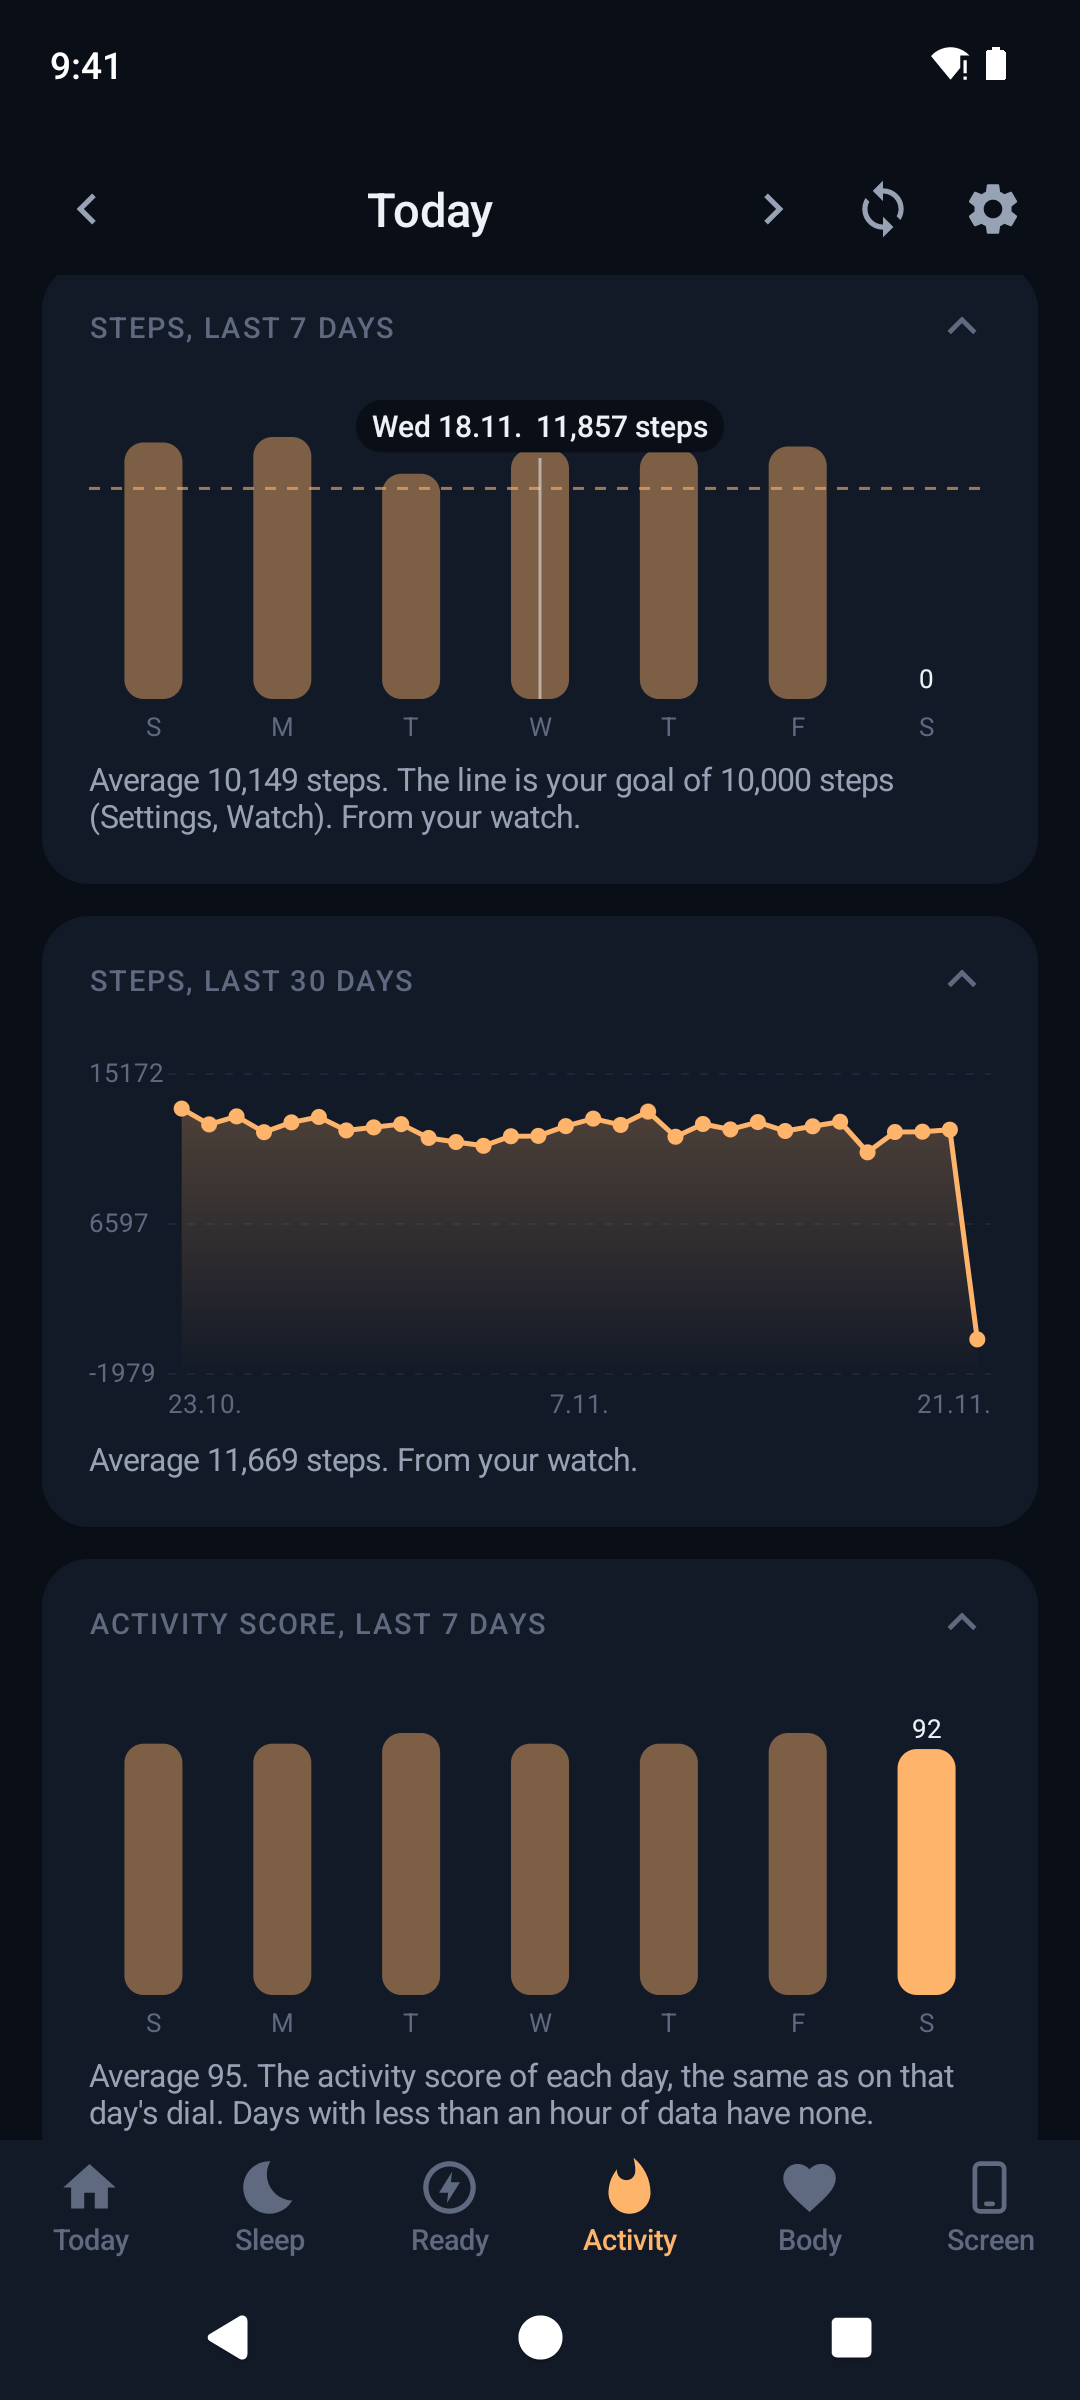 9:41
Today
STEPS, LAST 7 DAYS
Wed 18.11. 11,857 steps
0
S M T W T F S
Average 10,149 steps. The line is your goal of 10,000 steps
(Settings, Watch). From your watch.
STEPS, LAST 30 DAYS
15172
6597
-1979
23.10. 7.11. 21.11.
Average 11,669 steps. From your watch.
ACTIVITY SCORE, LAST 7 DAYS
92
S M T W T F S
Average 95. The activity score of each day, the same as on that
day's dial. Days with less than an hour of data have none.
Today Sleep Ready Activity Body Screen